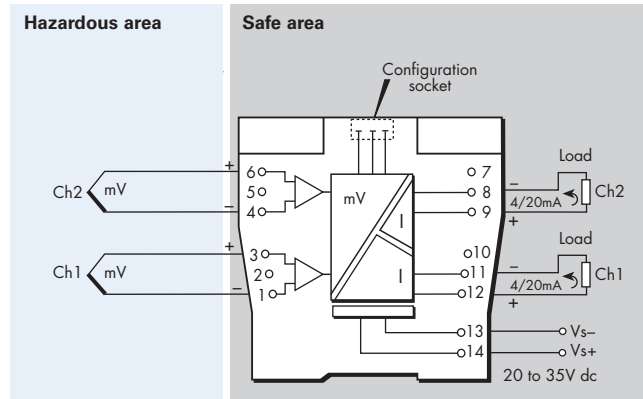 Hazardous area
Safe area
Configuration
socket
+
6
5
4
–
Ch2
mV
+
3
2
1
–
Ch1
mV
mV
I
I
7
8
9
10
11
12
13
14
Load
–
4/20mA
+
Ch2
Load
–
4/20mA
+
Ch1
Vs–
Vs+
20 to 35V dc